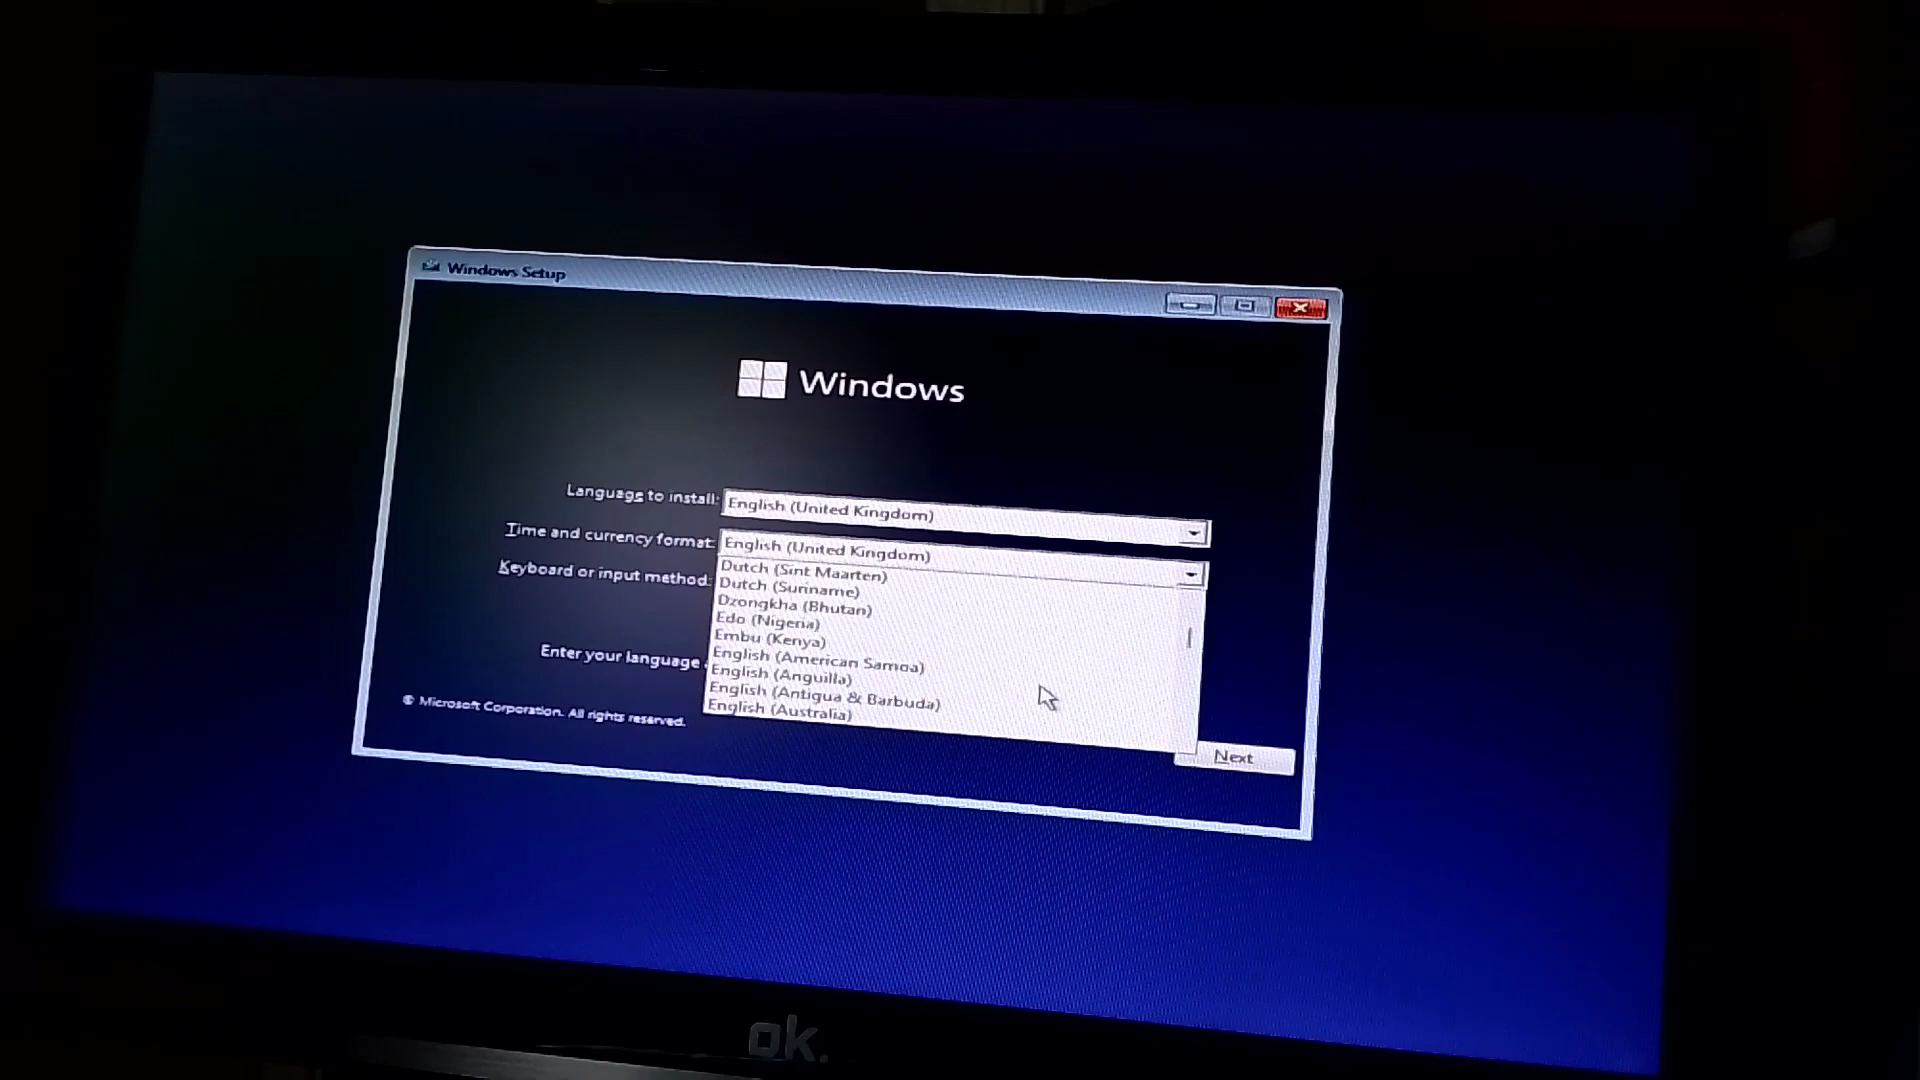 Windows Setup
Windows
Language to install: English (United Kingdom)
Time and currency format: English (United Kingdom)
Keyboard or input method:
Dutch (Sint Maarten)
Dutch (Suriname)
Dzongkha (Bhutan)
Edo (Nigeria)
Embu (Kenya)
English (American Samoa)
English (Anguilla)
English (Antigua & Barbuda)
English (Australia)
Enter your language
© Microsoft Corporation. All rights reserved.
Next
ok.